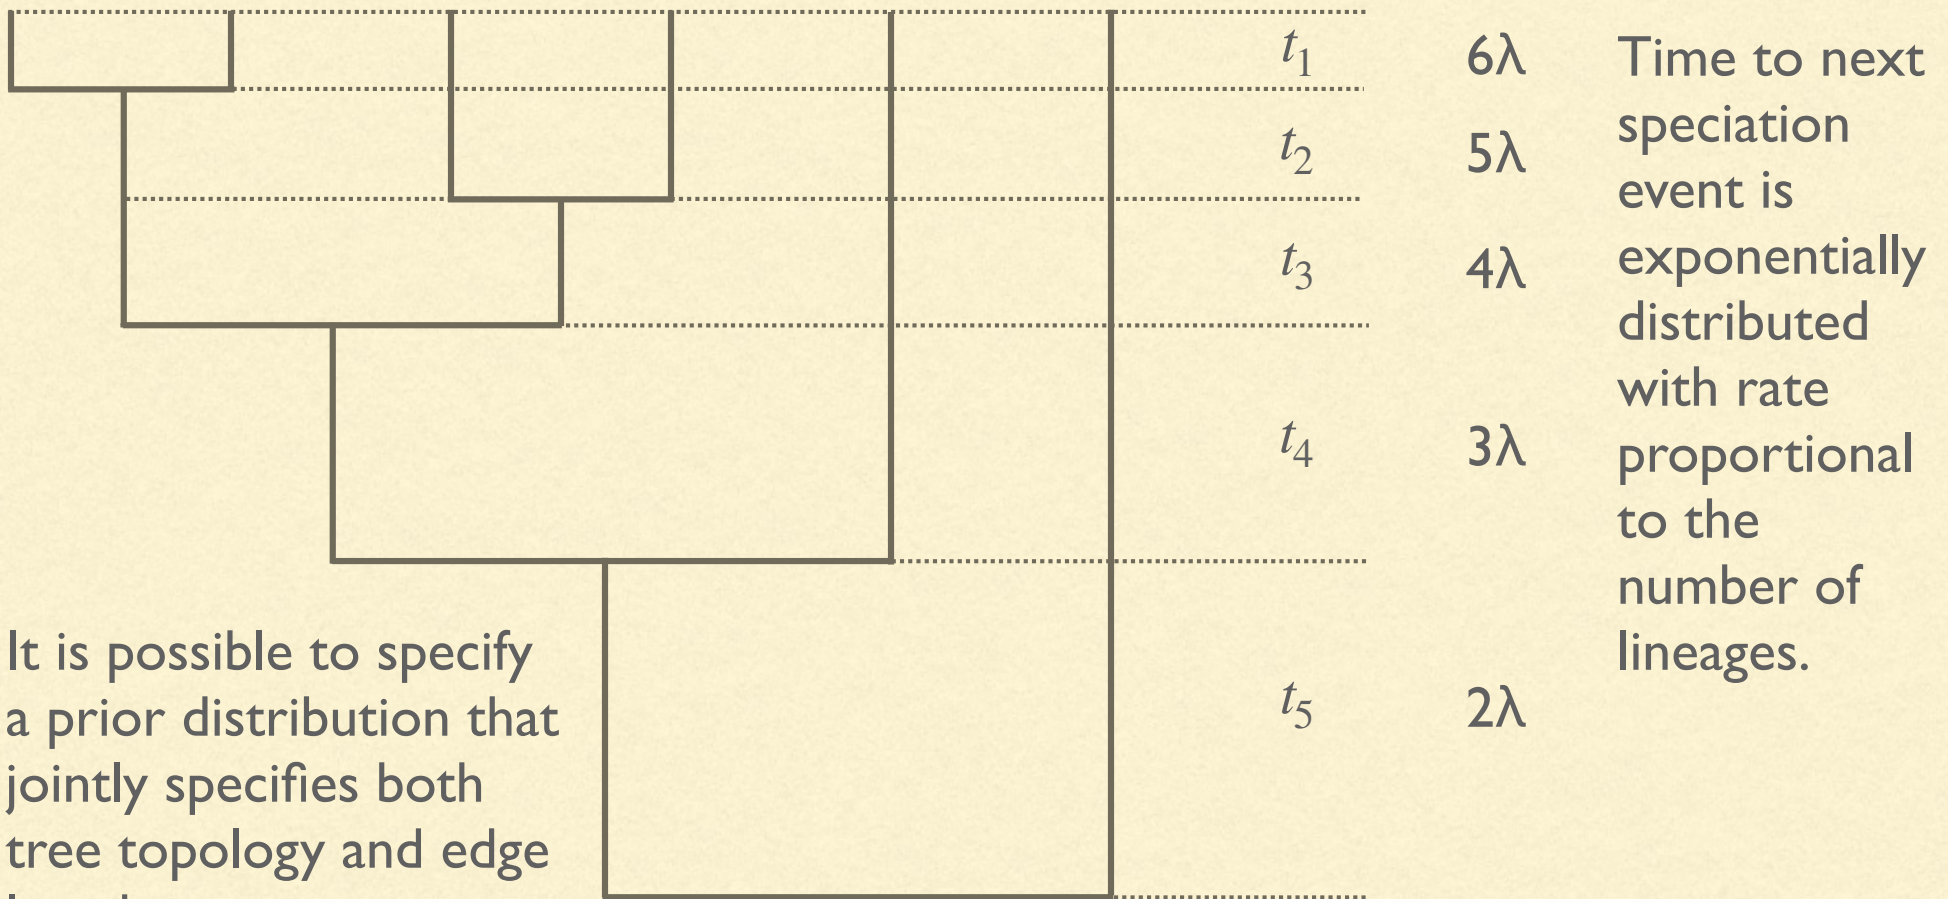 t1 6λ
t2 5λ
t3 4λ
t4 3λ
t5 2λ
Time to next
speciation
event is
exponentially
distributed
with rate
proportional
to the
number of
lineages.
It is possible to specify
a prior distribution that
jointly specifies both
tree topology and edge